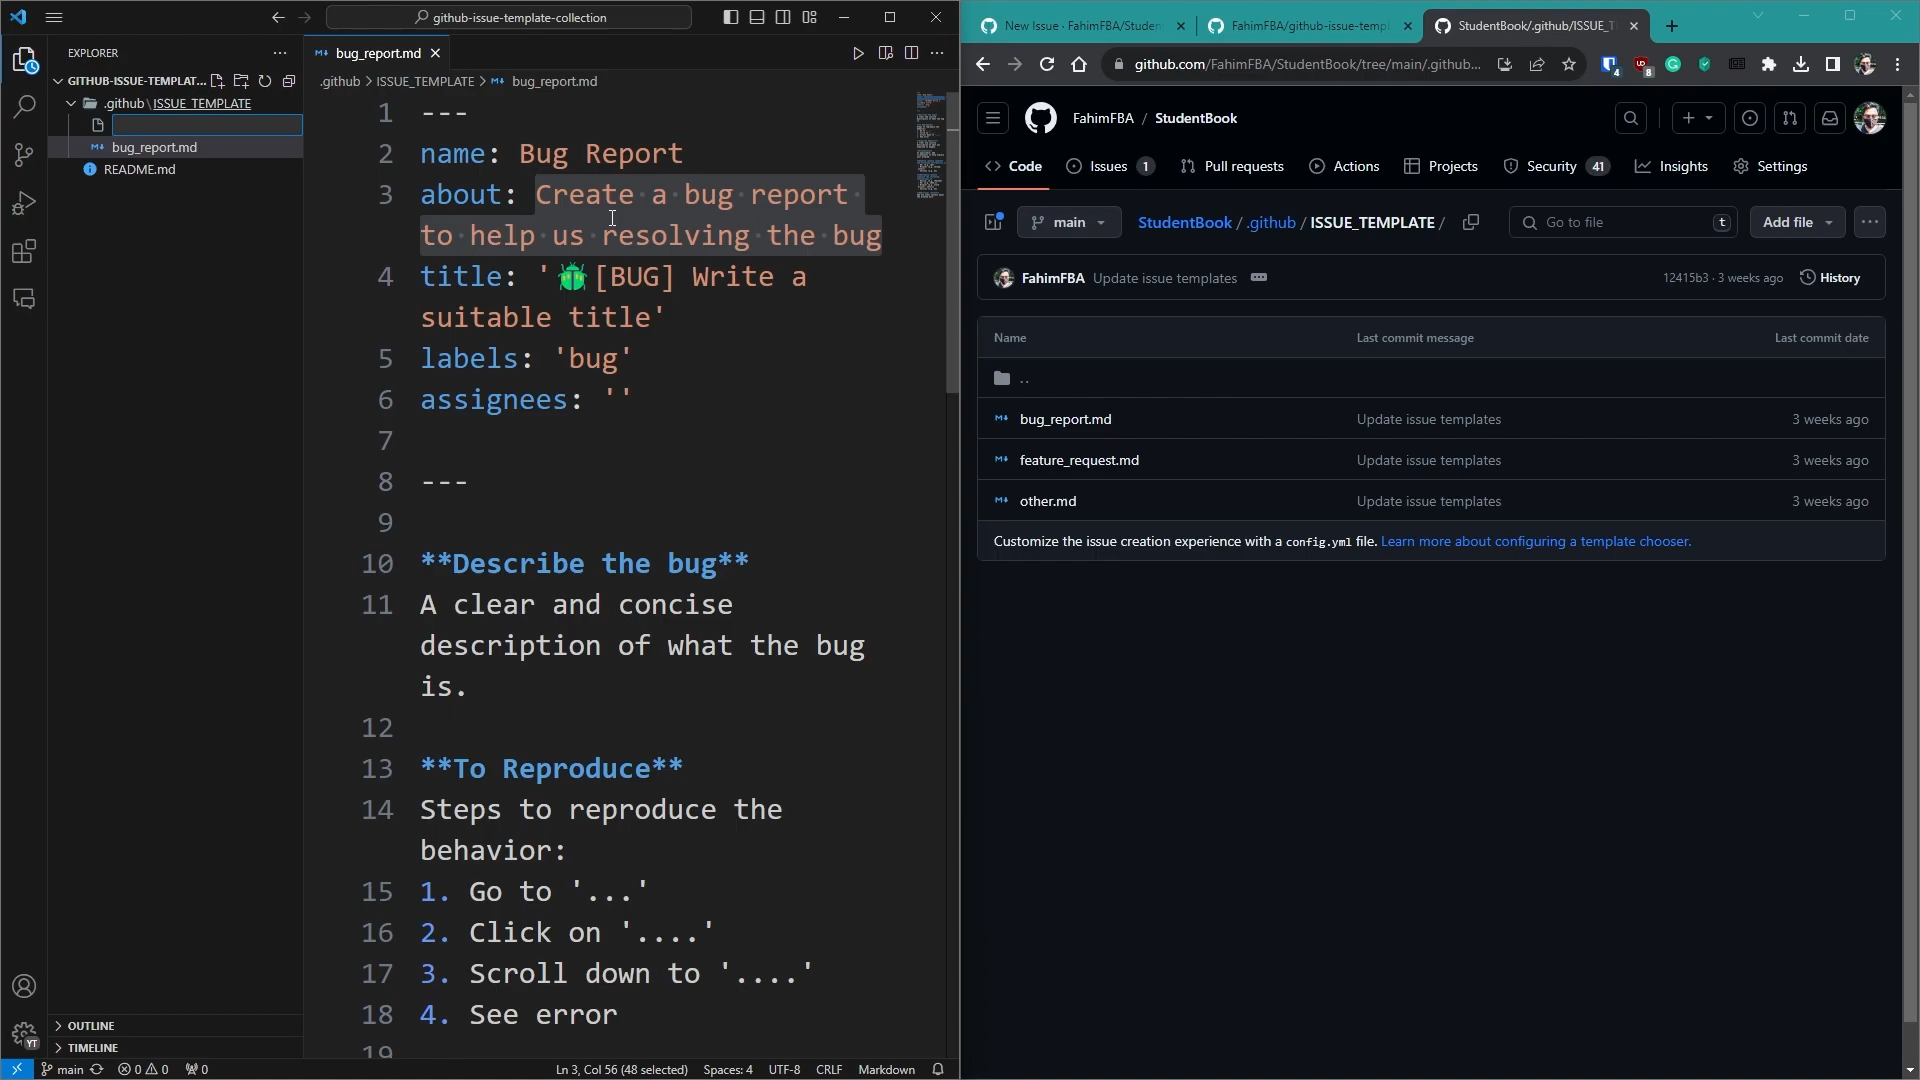 github-issue-template-collection
EXPLORER
GITHUB-ISSUE-TEMPLAT...
.github\ISSUE_TEMPLATE
bug_report.md
README.md
OUTLINE
TIMELINE
YT
bug_report.md
.github > ISSUE_TEMPLATE > bug_report.md
1 ---
2 name: Bug Report
3 about: Create a bug report
to help us resolving the bug
4 title: '🪲[BUG] Write a
suitable title'
5 labels: 'bug'
6 assignees: ''
7
8 ---
9
10 **Describe the bug**
11 A clear and concise
description of what the bug
is.
12
13 **To Reproduce**
14 Steps to reproduce the
behavior:
15 1. Go to '...'
16 2. Click on '....'
17 3. Scroll down to '....'
18 4. See error
19
main 0 0 0 Ln 3, Col 56 (48 selected) Spaces: 4 UTF-8 CRLF Markdown
New Issue · FahimFBA/Studen
FahimFBA/github-issue-templ
StudentBook/.github/ISSUE_T
github.com/FahimFBA/StudentBook/tree/main/.github...
4
8
FahimFBA / StudentBook
Code Issues 1 Pull requests Actions Projects Security 41 Insights Settings
main StudentBook / .github / ISSUE_TEMPLATE / Go to file t Add file
FahimFBA Update issue templates 12415b3 · 3 weeks ago History
Name Last commit message Last commit date
..
bug_report.md Update issue templates 3 weeks ago
feature_request.md Update issue templates 3 weeks ago
other.md Update issue templates 3 weeks ago
Customize the issue creation experience with a config.yml file. Learn more about configuring a template chooser.